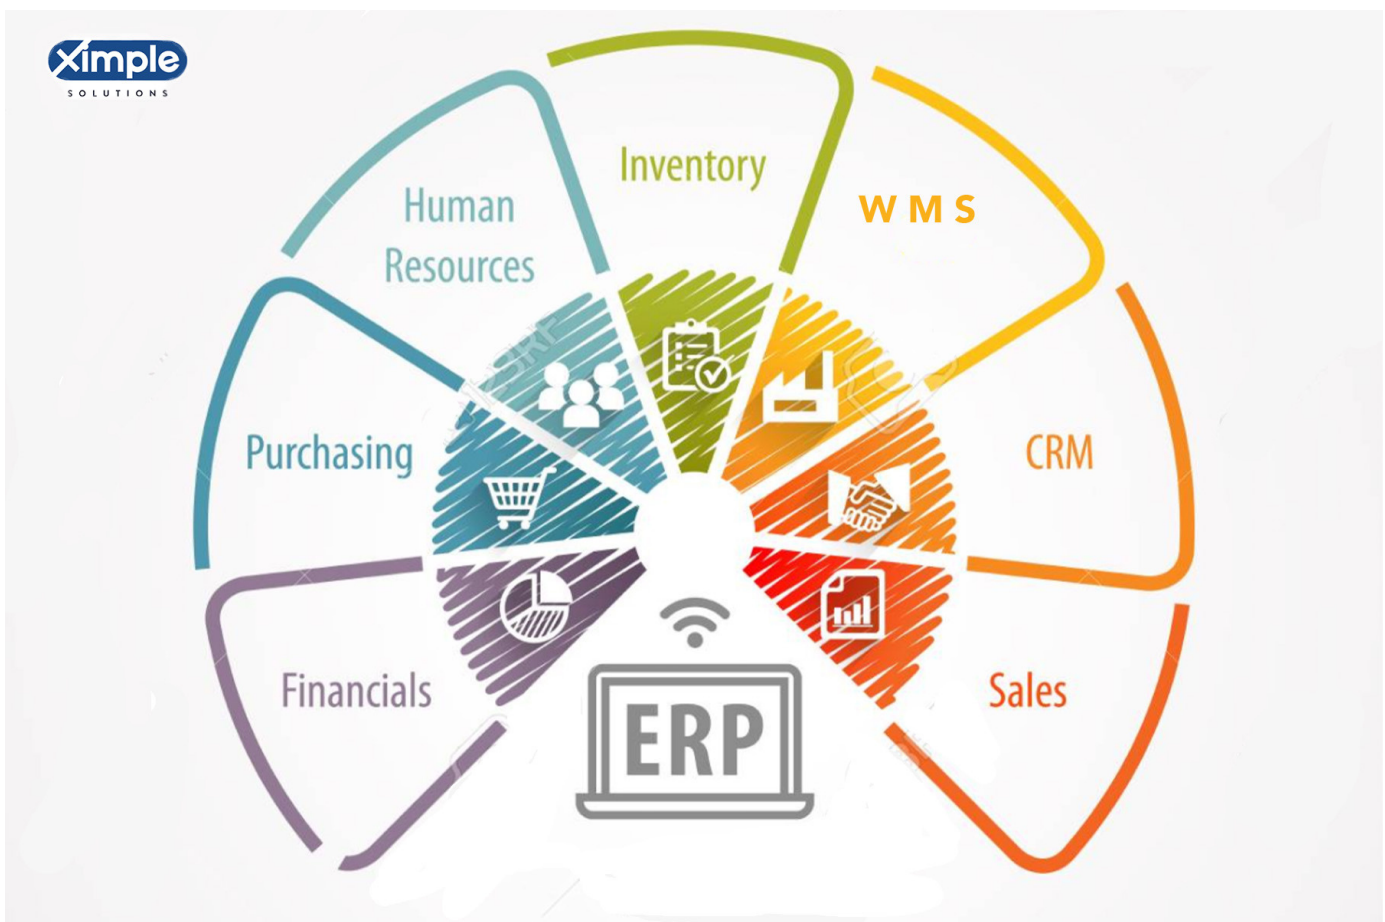 Ximple
SOLUTIONS
Inventory
Human
Resources
W M S
Purchasing
CRM
Financials
Sales
ERP